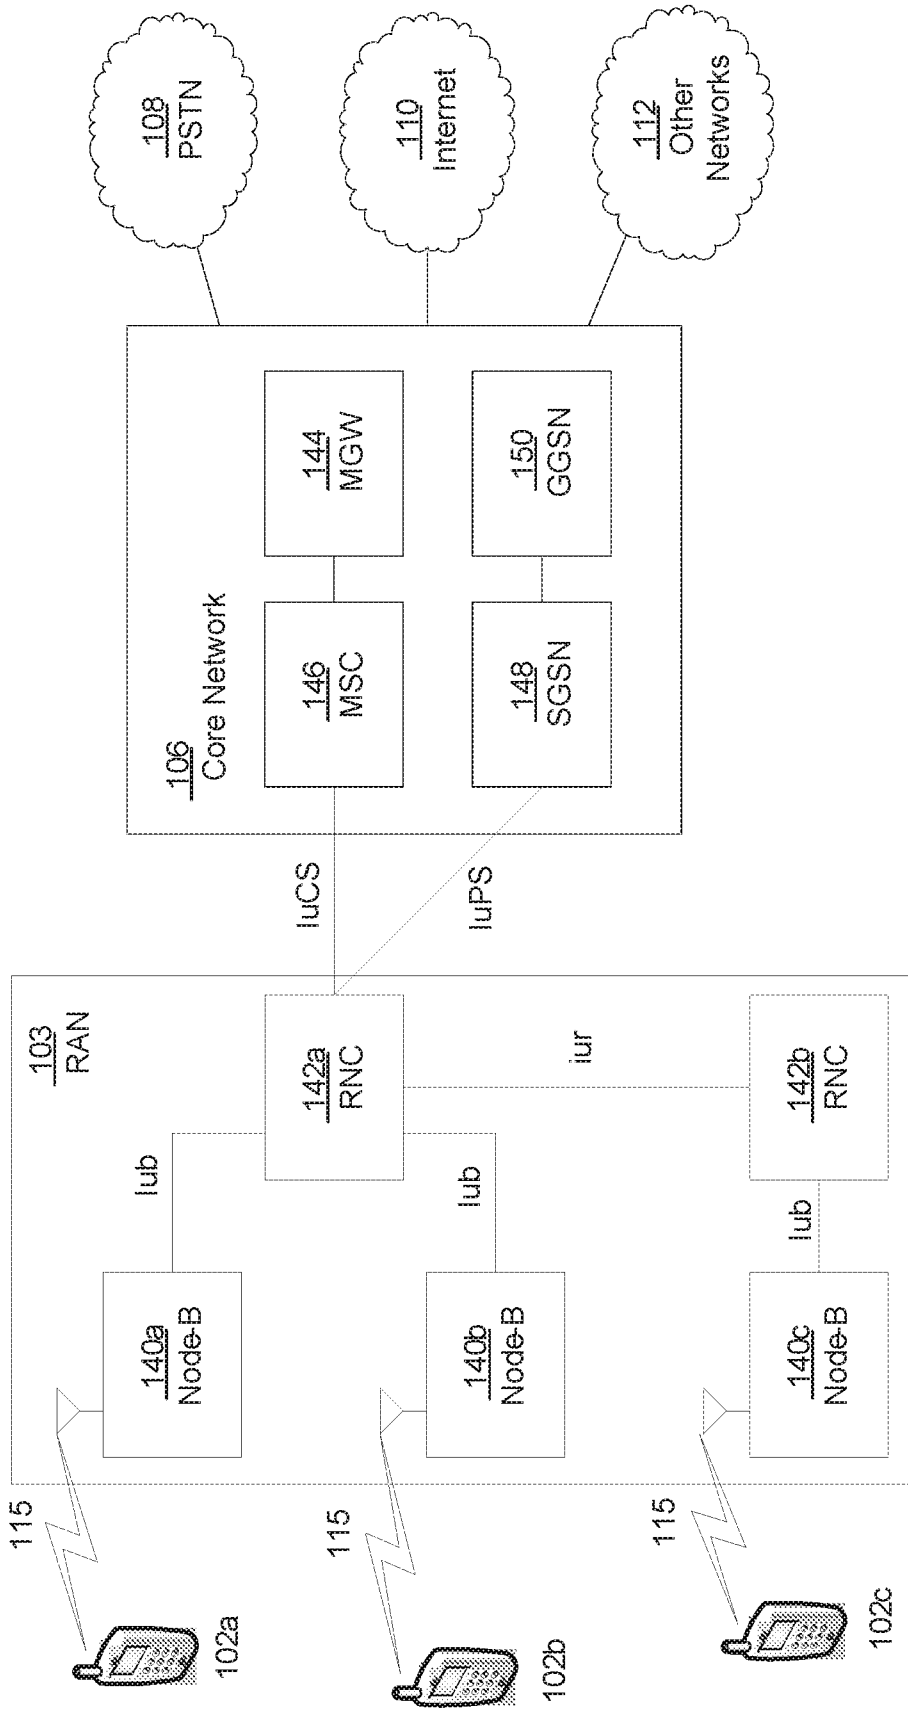 115
102a
115
102b
115
102c
103
RAN
140a
Node-B
140b
Node-B
140c
Node-B
Iub
Iub
Iub
142a
RNC
iur
142b
RNC
IuCS
IuPS
106
Core Network
146
MSC
144
MGW
148
SGSN
150
GGSN
108
PSTN
110
Internet
112
Other
Networks